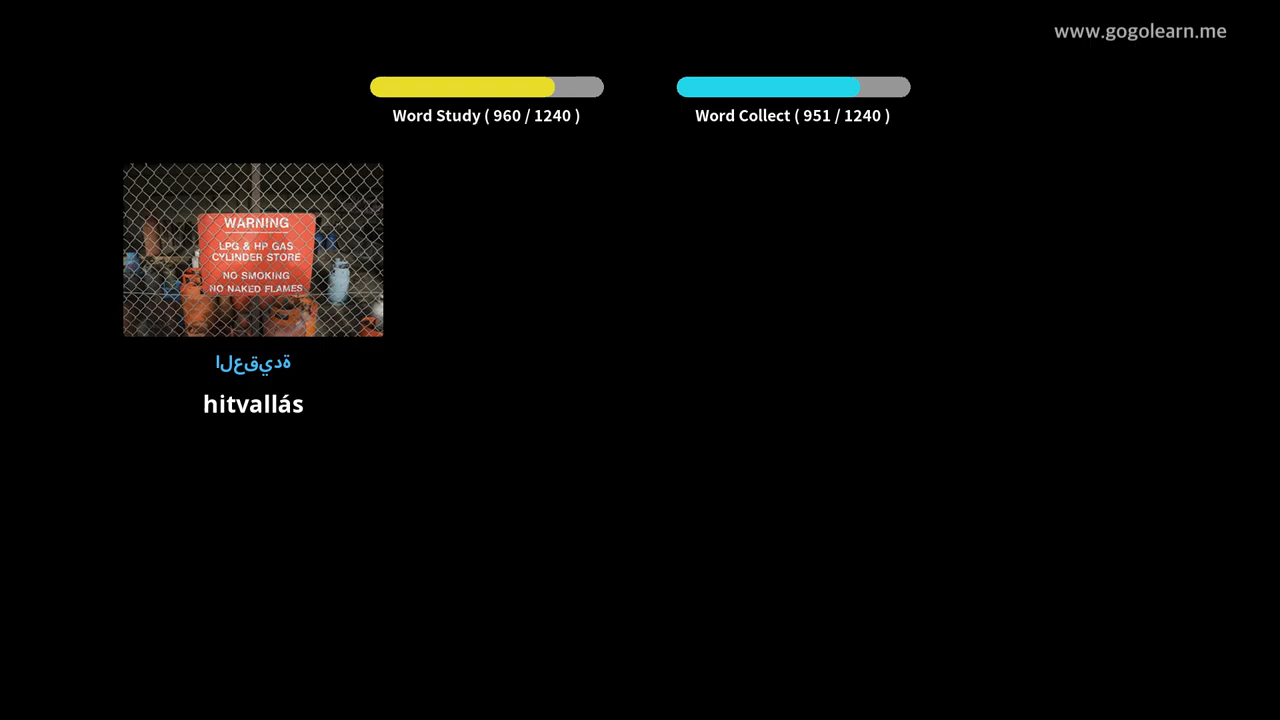 www.gogolearn.me
Word Study ( 960 / 1240 )
Word Collect ( 951 / 1240 )
WARNING
LPG & HP GAS
CYLINDER STORE
NO SMOKING
NO NAKED FLAMES
العقيدة
hitvallás